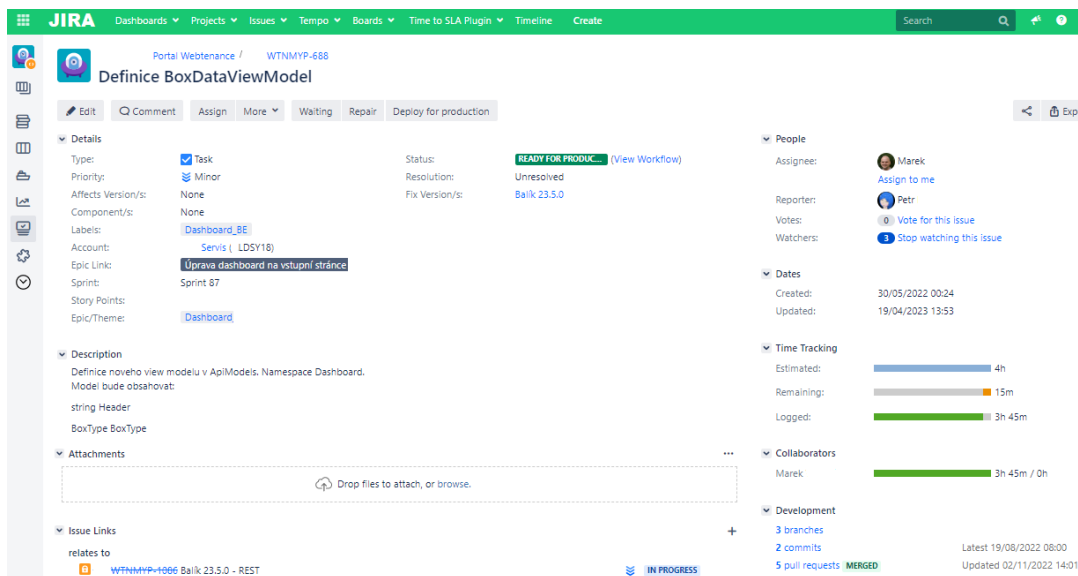 JIRA Dashboards Projects Issues Tempo Boards Time to SLA Plugin Timeline Create Search
Portal Webtenance / WTNMYP-688
Definice BoxDataViewModel
Edit Comment Assign More Waiting Repair Deploy for production Exp
Details
Type: Task
Priority: Minor
Affects Version/s: None
Component/s: None
Labels: Dashboard_BE
Account: Servis ( LDSY18)
Epic Link: Úprava dashboard na vstupní stránce
Sprint: Sprint 87
Story Points:
Epic/Theme: Dashboard
Status: READY FOR PRODUC... (View Workflow)
Resolution: Unresolved
Fix Version/s: Balík 23.5.0
Description
Definice noveho view modelu v ApiModels. Namespace Dashboard.
Model bude obsahovat:
string Header
BoxType BoxType
Attachments
Drop files to attach, or browse.
Issue Links
relates to
WTNMYP-1086 Balík 23.5.0 - REST IN PROGRESS
People
Assignee: Marek
Assign to me
Reporter: Petr
Votes: 0 Vote for this issue
Watchers: 3 Stop watching this issue
Dates
Created: 30/05/2022 00:24
Updated: 19/04/2023 13:53
Time Tracking
Estimated: 4h
Remaining: 15m
Logged: 3h 45m
Collaborators
Marek 3h 45m / 0h
Development
3 branches
2 commits Latest 19/08/2022 08:00
5 pull requests MERGED Updated 02/11/2022 14:01